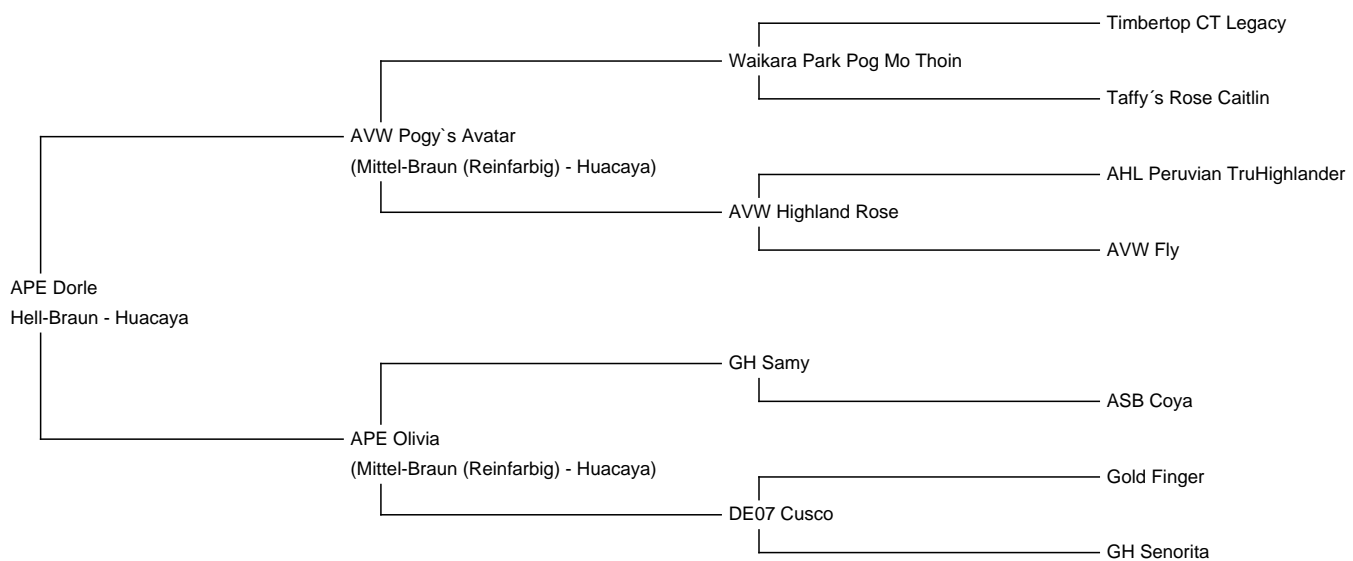 Timbertop CT Legacy
Waikara Park Pog Mo Thoin
Taffy´s Rose Caitlin
AVW Pogy`s Avatar
(Mittel-Braun (Reinfarbig) - Huacaya)
AHL Peruvian TruHighlander
AVW Highland Rose
AVW Fly
APE Dorle
Hell-Braun - Huacaya
GH Samy
ASB Coya
APE Olivia
(Mittel-Braun (Reinfarbig) - Huacaya)
Gold Finger
DE07 Cusco
GH Senorita